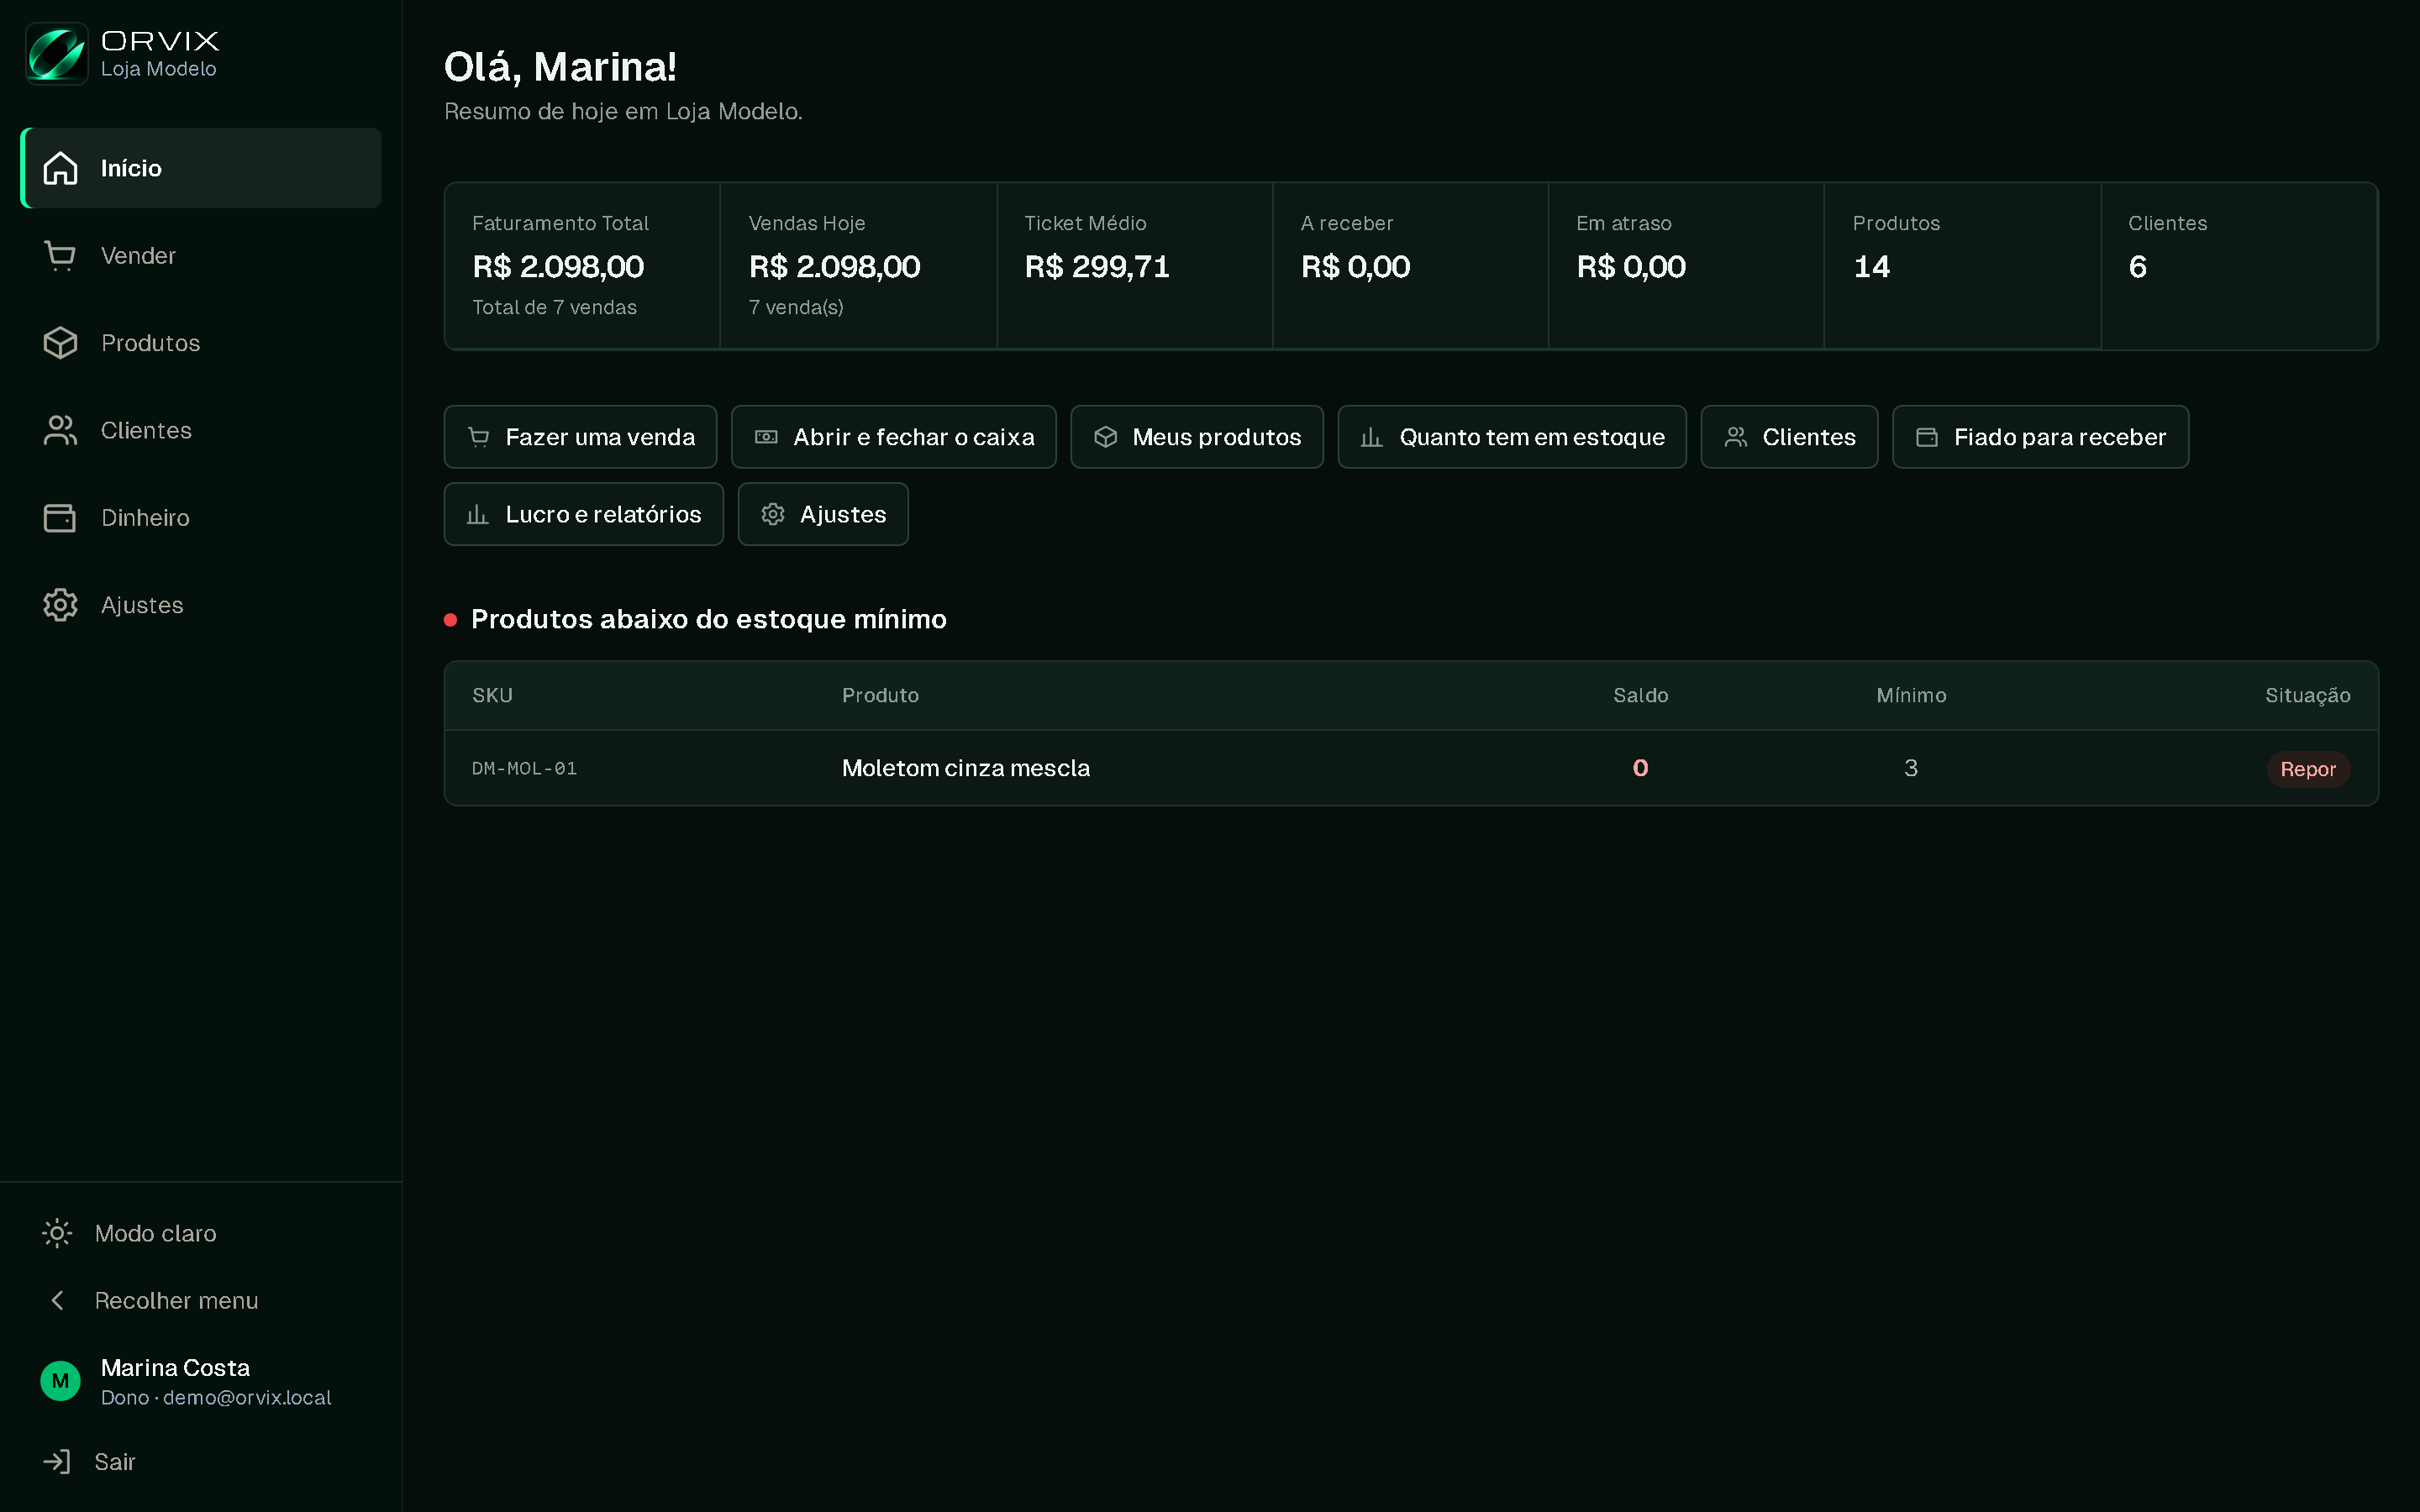 ORVIX
Loja Modelo
Início
Vender
Produtos
Clientes
Dinheiro
Ajustes
Modo claro
Recolher menu
M
Marina Costa
Dono · demo@orvix.local
Sair
Olá, Marina!
Resumo de hoje em Loja Modelo.
Faturamento Total
R$ 2.098,00
Total de 7 vendas
Vendas Hoje
R$ 2.098,00
7 venda(s)
Ticket Médio
R$ 299,71
A receber
R$ 0,00
Em atraso
R$ 0,00
Produtos
14
Clientes
6
Fazer uma venda
Abrir e fechar o caixa
Meus produtos
Quanto tem em estoque
Clientes
Fiado para receber
Lucro e relatórios
Ajustes
Produtos abaixo do estoque mínimo
SKU Produto Saldo Mínimo Situação
DM-MOL-01 Moletom cinza mescla 0 3 Repor